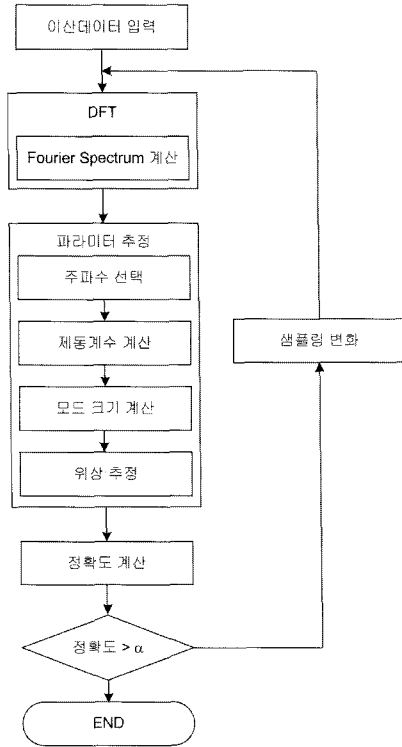 이산데이터 입력
DFT
Fourier Spectrum 계산
파라미터 추정
주파수 선택
제동계수 계산
모드 크기 계산
위상 추정
샘플링 변화
정확도 계산
정확도 > α
END